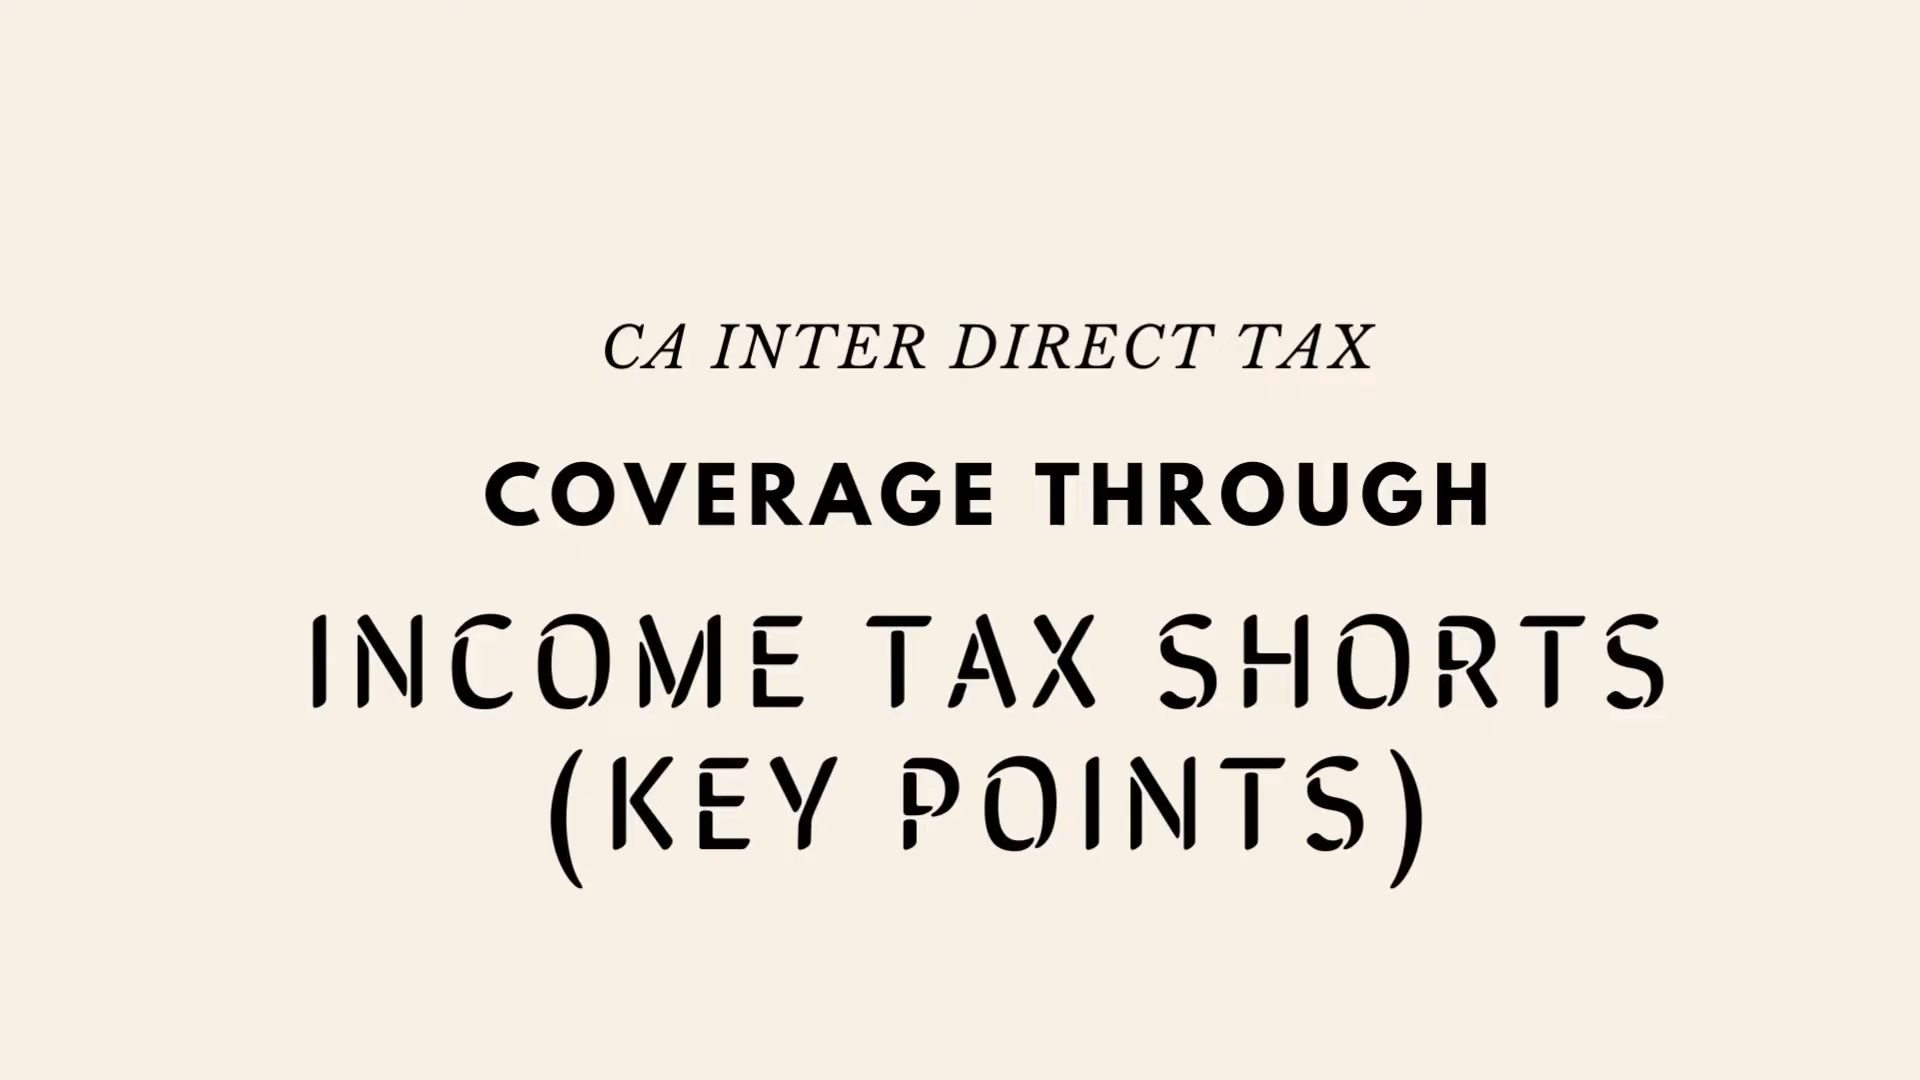 CA INTER DIRECT TAX
COVERAGE THROUGH
INCOME TAX SHORTS
(KEY POINTS)